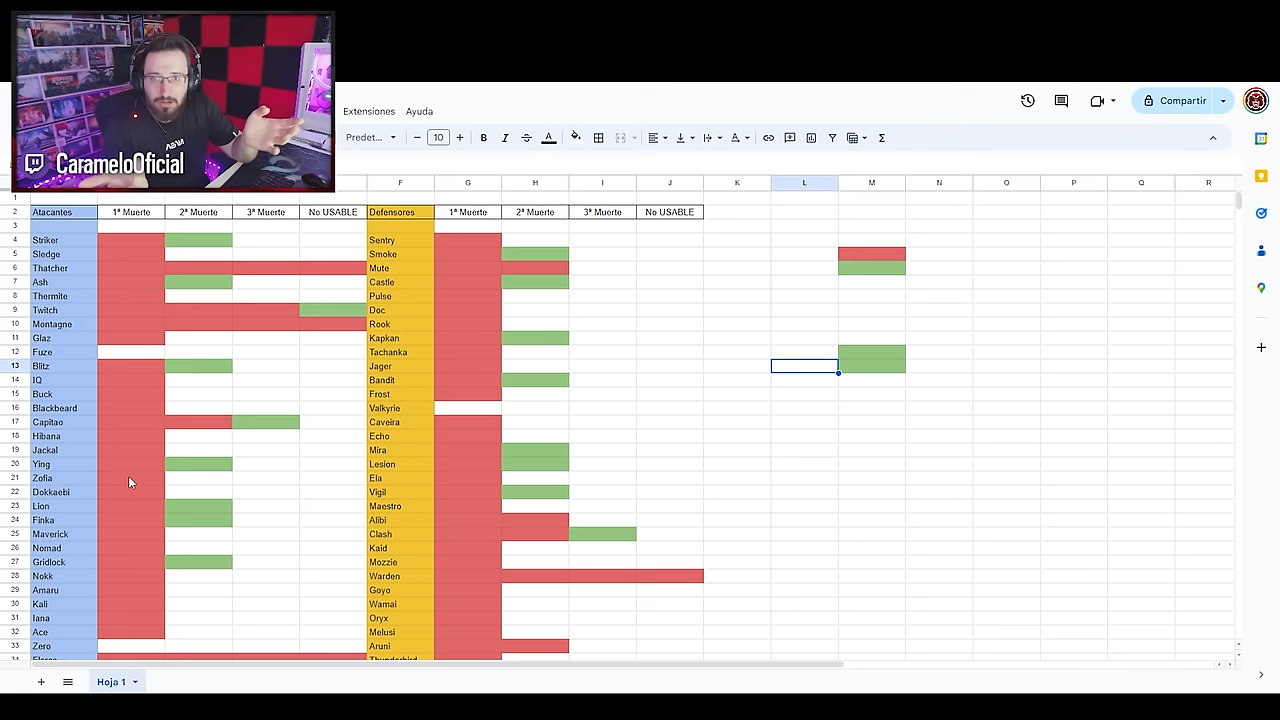 CarameloOficial
Extensiones Ayuda
Compartir
Predet... 10 B I A
F G H I J K L M N O P Q R
1
2 Atacantes 1ª Muerte 2ª Muerte 3ª Muerte No USABLE Defensores 1ª Muerte 2ª Muerte 3ª Muerte No USABLE
3
4 Striker Sentry
5 Sledge Smoke
6 Thatcher Mute
7 Ash Castle
8 Thermite Pulse
9 Twitch Doc
10 Montagne Rook
11 Glaz Kapkan
12 Fuze Tachanka
13 Blitz Jager
14 IQ Bandit
15 Buck Frost
16 Blackbeard Valkyrie
17 Capitao Caveira
18 Hibana Echo
19 Jackal Mira
20 Ying Lesion
21 Zofia Ela
22 Dokkaebi Vigil
23 Lion Maestro
24 Finka Alibi
25 Maverick Clash
26 Nomad Kaid
27 Gridlock Mozzie
28 Nokk Warden
29 Amaru Goyo
30 Kali Wamai
31 Iana Oryx
32 Ace Melusi
33 Zero Aruni
34 Flores Thunderbird
Hoja 1